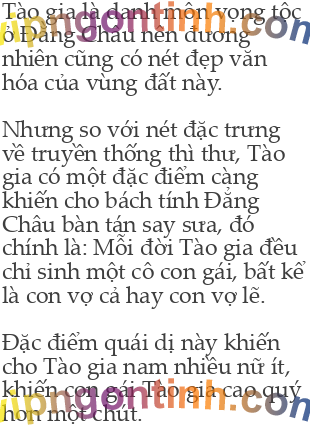 Tào gia là danh môn vọng tộc
ở Đẳng Châu nên đương
nhiên cũng có nét đẹp văn
hóa của vùng đất này.
Nhưng so với nét đặc trưng
về truyền thống thi thư, Tào
gia có một đặc điểm càng
khiến cho bách tính Đẳng
Châu bàn tán say sưa, đó
chính là: Mỗi đời Tào gia đều
chỉ sinh một cô con gái, bất kể
là con vợ cả hay con vợ lẽ.
Đặc điểm quái dị này khiến
cho Tào gia nam nhiều nữ ít,
khiến con gái Tào gia cao quý
hơn một chút.